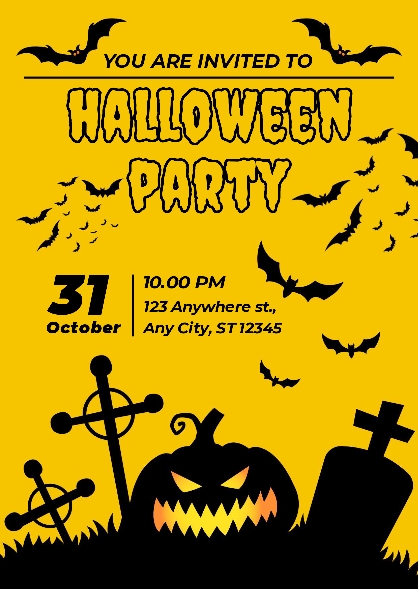 YOU ARE INVITED TO
HALLOWEEN
PARTY
31
October
10.00 PM
123 Anywhere st.,
Any City, ST 12345